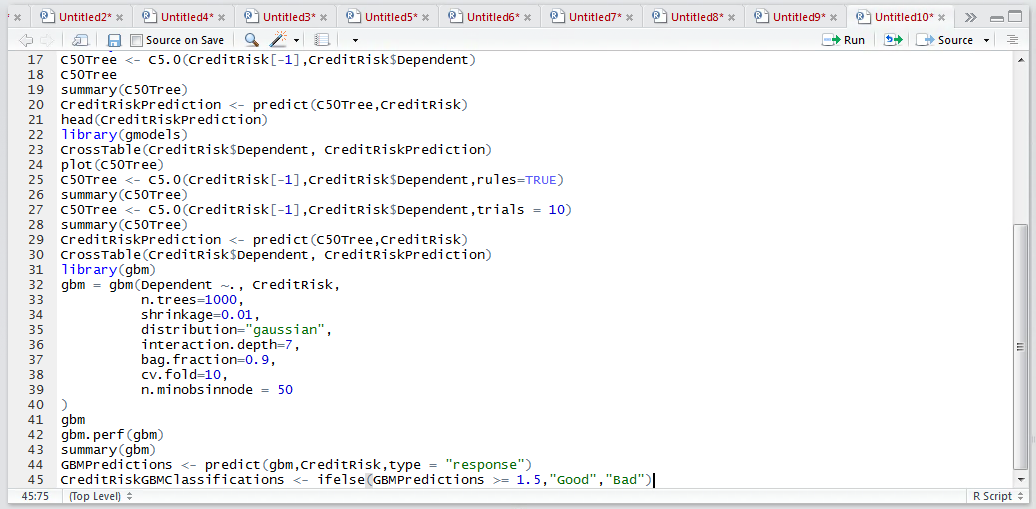 Untitled2* Untitled4* Untitled3* Untitled5* Untitled6* Untitled7* Untitled8* Untitled9* Untitled10*
Source on Save Run Source
17 C50Tree <- C5.0(CreditRisk[-1],CreditRisk$Dependent)
18 C50Tree
19 summary(C50Tree)
20 CreditRiskPrediction <- predict(C50Tree,CreditRisk)
21 head(CreditRiskPrediction)
22 library(gmodels)
23 CrossTable(CreditRisk$Dependent, CreditRiskPrediction)
24 plot(C50Tree)
25 C50Tree <- C5.0(CreditRisk[-1],CreditRisk$Dependent,rules=TRUE)
26 summary(C50Tree)
27 C50Tree <- C5.0(CreditRisk[-1],CreditRisk$Dependent,trials = 10)
28 summary(C50Tree)
29 CreditRiskPrediction <- predict(C50Tree,CreditRisk)
30 CrossTable(CreditRisk$Dependent, CreditRiskPrediction)
31 library(gbm)
32 gbm = gbm(Dependent ~., CreditRisk,
33 n.trees=1000,
34 shrinkage=0.01,
35 distribution="gaussian",
36 interaction.depth=7,
37 bag.fraction=0.9,
38 cv.fold=10,
39 n.minobsinnode = 50
40 )
41 gbm
42 gbm.perf(gbm)
43 summary(gbm)
44 GBMPredictions <- predict(gbm,CreditRisk,type = "response")
45 CreditRiskGBMClassifications <- ifelse(GBMPredictions >= 1.5,"Good","Bad")
45:75 (Top Level) R Script